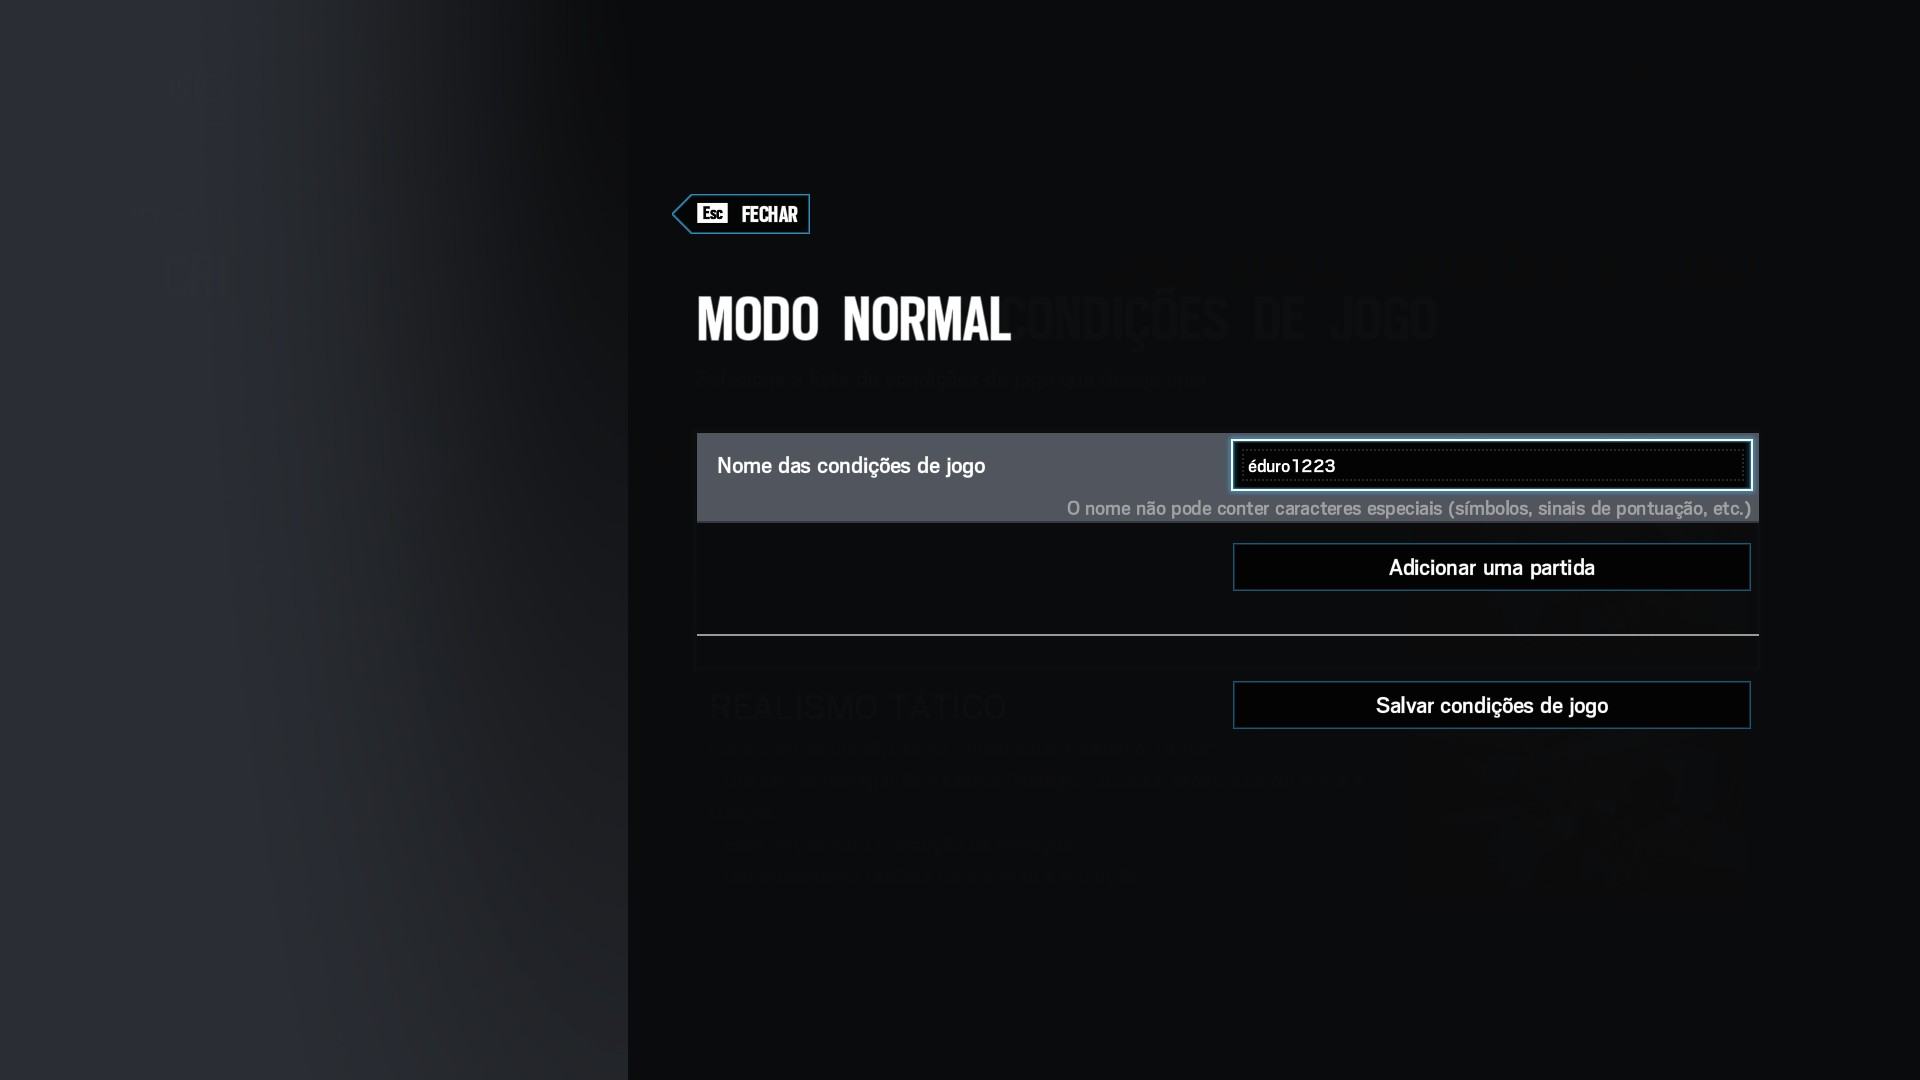 Esc FECHAR
MODO NORMAL
CONDIÇÕES DE JOGO
Nome das condições de jogo
éduro1223
O nome não pode conter caracteres especiais (símbolos, sinais de pontuação, etc.)
Adicionar uma partida
REALISMO TÁTICO
Salvar condições de jogo